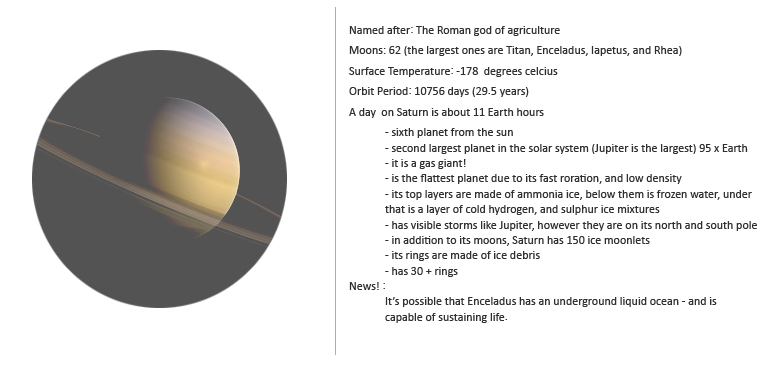 Named after: The Roman god of agriculture
Moons: 62 (the largest ones are Titan, Enceladus, Iapetus, and Rhea)
Surface Temperature: -178  degrees celcius
Orbit Period: 10756 days (29.5 years)
A day  on Saturn is about 11 Earth hours
- sixth planet from the sun
- second largest planet in the solar system (Jupiter is the largest) 95 x Earth
- it is a gas giant!
- is the flattest planet due to its fast roration, and low density
- its top layers are made of ammonia ice, below them is frozen water, under
that is a layer of cold hydrogen, and sulphur ice mixtures
- has visible storms like Jupiter, however they are on its north and south pole
- in addition to its moons, Saturn has 150 ice moonlets
- its rings are made of ice debris
- has 30 + rings
News! :
It's possible that Enceladus has an underground liquid ocean - and is
capable of sustaining life.